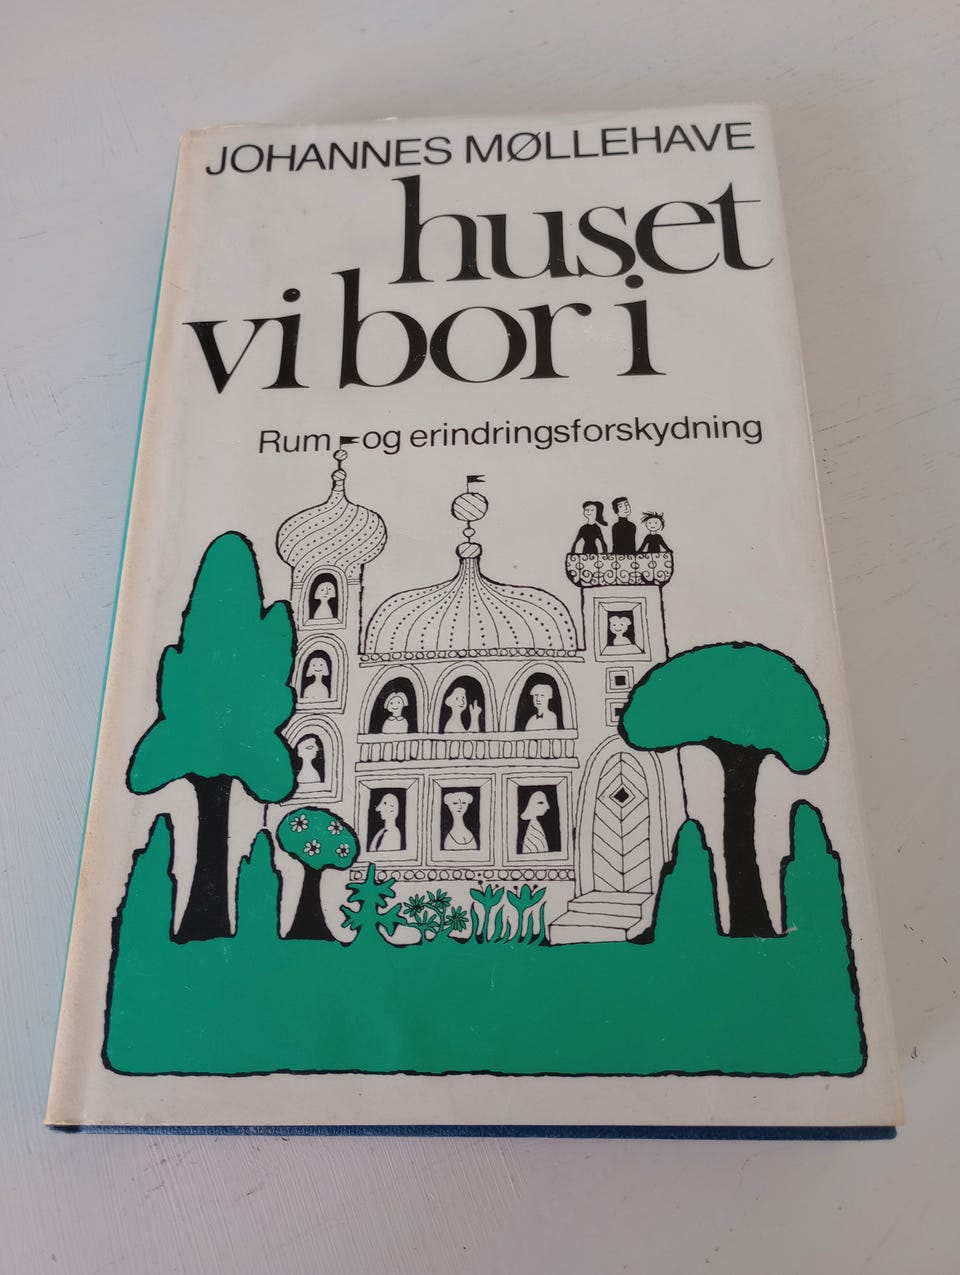 JOHANNES MØLLEHAVE
huset
vi bor i
Rum- og erindringsforskydning